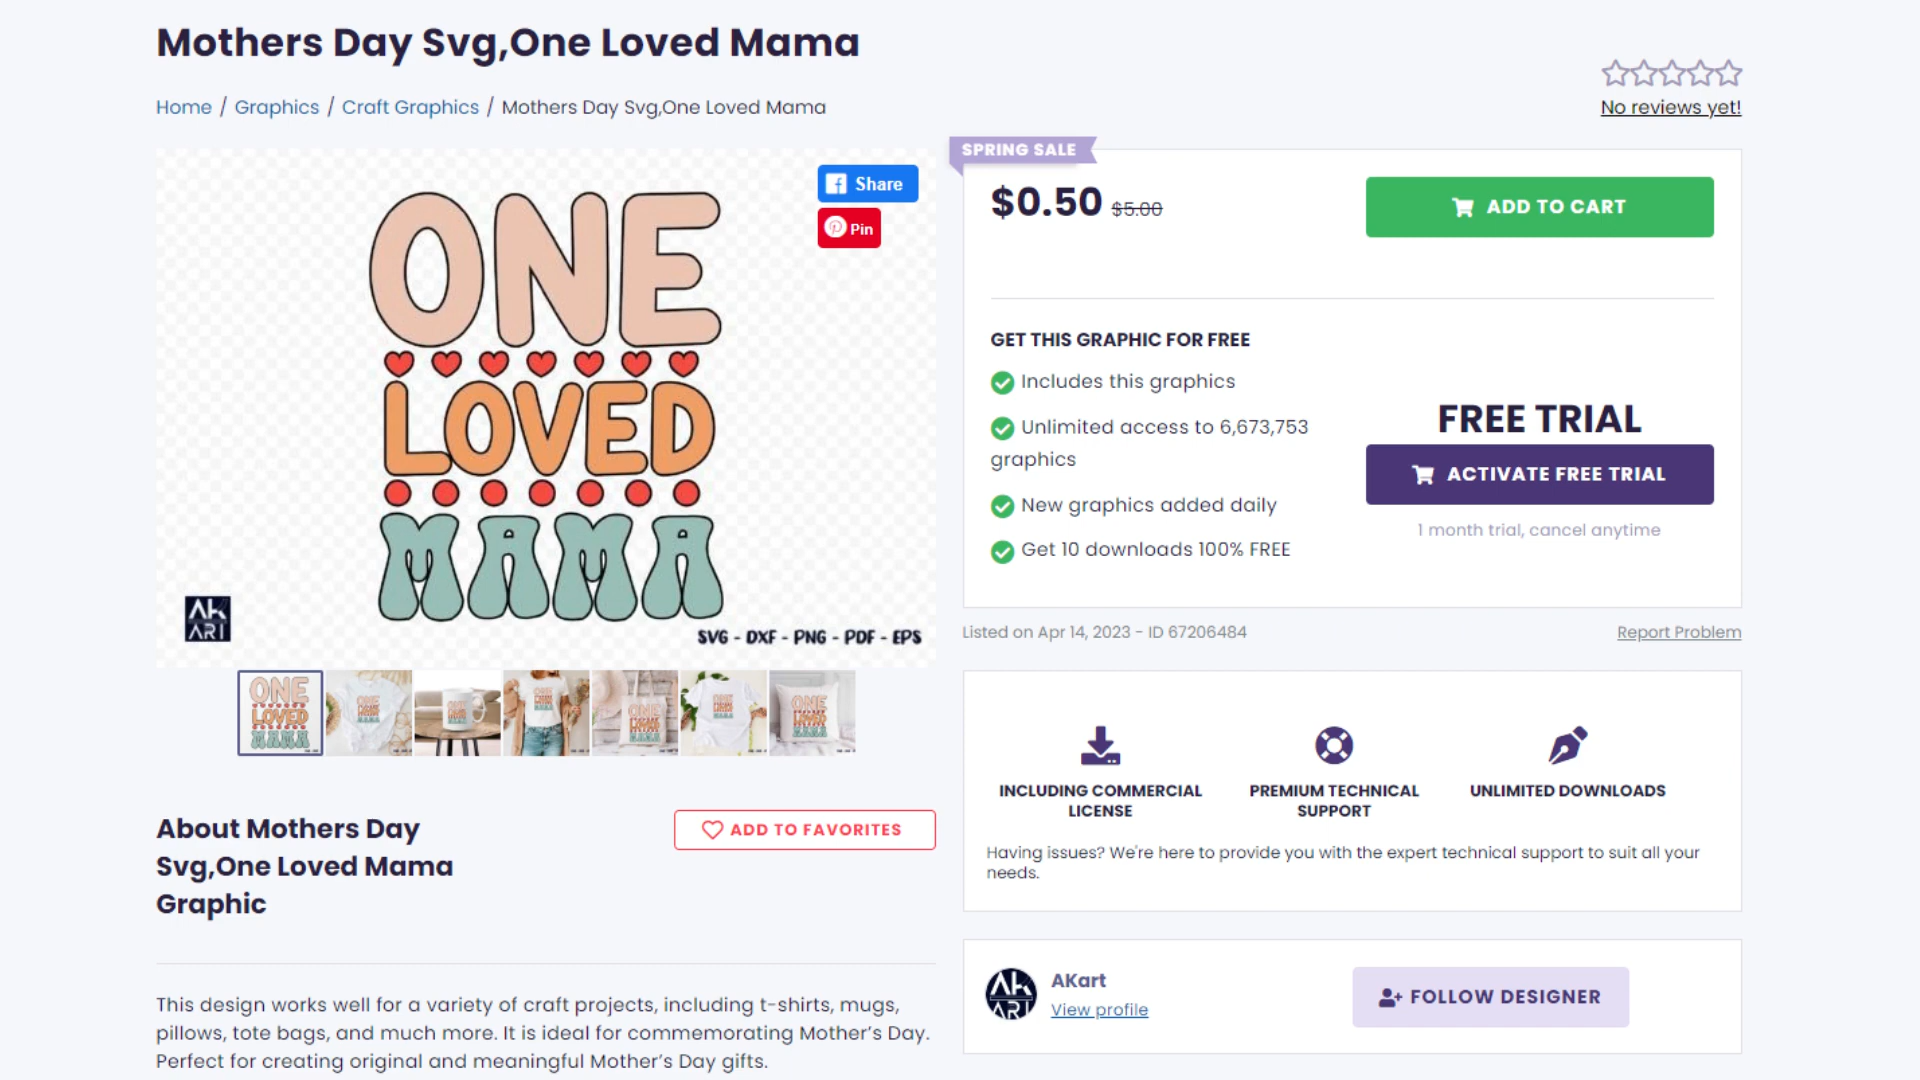 Mothers Day Svg,One Loved Mama
Home / Graphics / Craft Graphics / Mothers Day Svg,One Loved Mama
No reviews yet!
Share
Pin
ONE
LOVED
MAMA
AK
ART
SVG - DXF - PNG - PDF - EPS
SPRING SALE
$0.50 $5.00
ADD TO CART
GET THIS GRAPHIC FOR FREE
Includes this graphics
Unlimited access to 6,673,753
graphics
New graphics added daily
Get 10 downloads 100% FREE
FREE TRIAL
ACTIVATE FREE TRIAL
1 month trial, cancel anytime
Listed on Apr 14, 2023 - ID 67206484
Report Problem
ONE
LOVED
MAMA
About Mothers Day
Svg,One Loved Mama
Graphic
ADD TO FAVORITES
This design works well for a variety of craft projects, including t-shirts, mugs,
pillows, tote bags, and much more. It is ideal for commemorating Mother's Day.
Perfect for creating original and meaningful Mother's Day gifts.
INCLUDING COMMERCIAL
LICENSE
PREMIUM TECHNICAL
SUPPORT
UNLIMITED DOWNLOADS
Having issues? We're here to provide you with the expert technical support to suit all your
needs.
AK
ART
AKart
View profile
FOLLOW DESIGNER